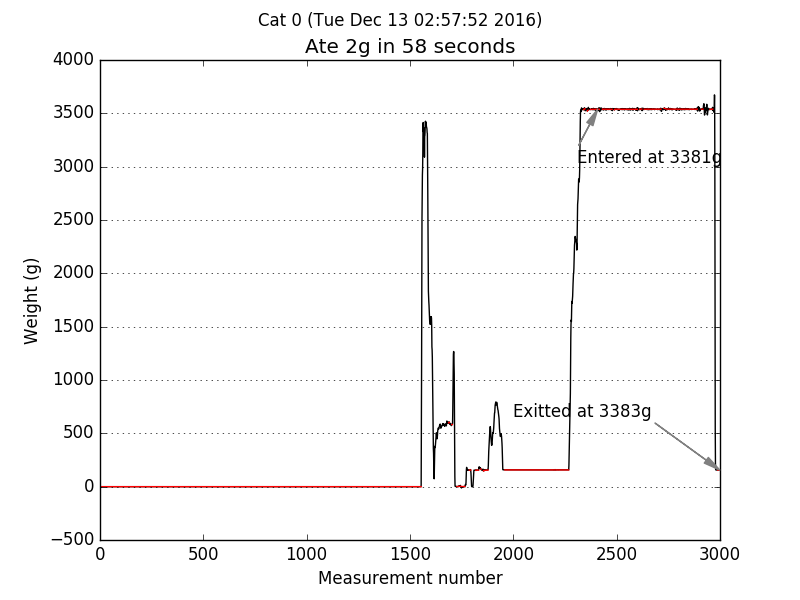 Cat 0 (Tue Dec 13 02:57:52 2016)
Ate 2g in 58 seconds
4000
3500
3000
2500
2000
1500
1000
500
0
−500
Weight (g)
Entered at 3381g
Exitted at 3383g
0 500 1000 1500 2000 2500 3000
Measurement number